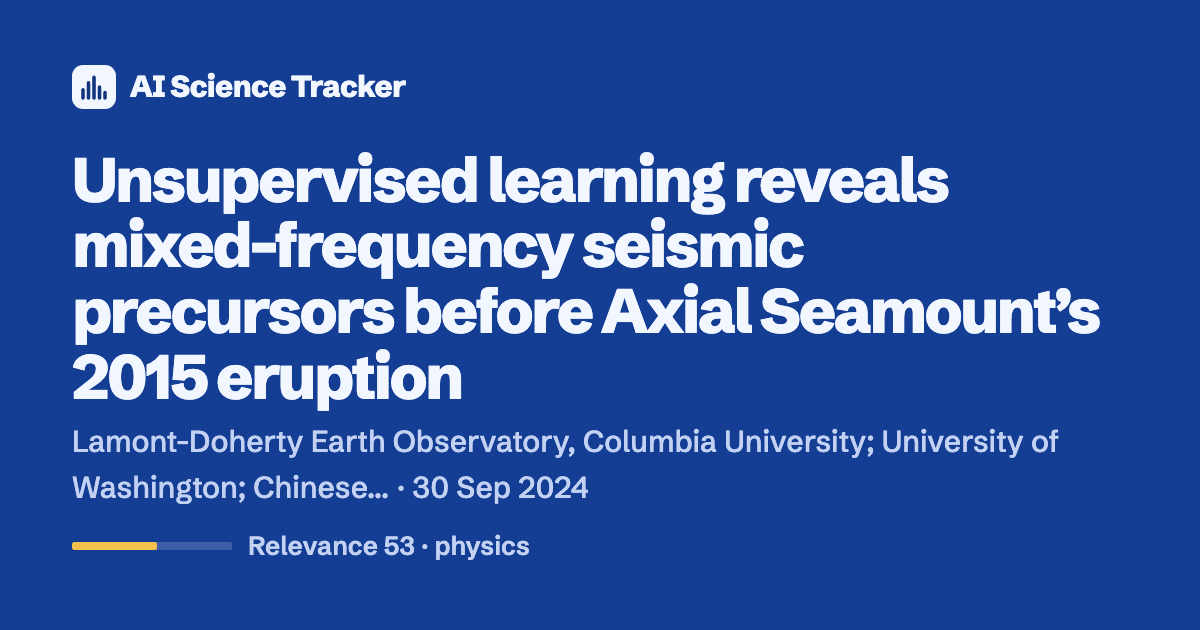 AI Science Tracker
Unsupervised learning reveals
mixed-frequency seismic
precursors before Axial Seamount’s
2015 eruption
Lamont-Doherty Earth Observatory, Columbia University; University of
Washington; Chinese... · 30 Sep 2024
Relevance 53 · physics